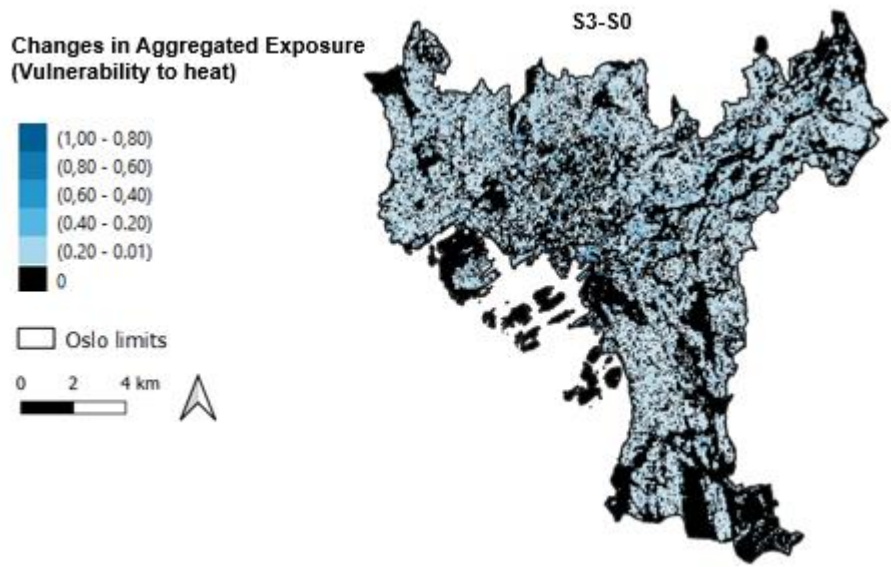 S3-S0
Changes in Aggregated Exposure
(Vulnerability to heat)
(1,00 - 0,80)
(0,80 - 0,60)
(0,60 - 0,40)
(0.40 - 0.20)
(0.20 - 0.01)
0
Oslo limits
0 2 4 km